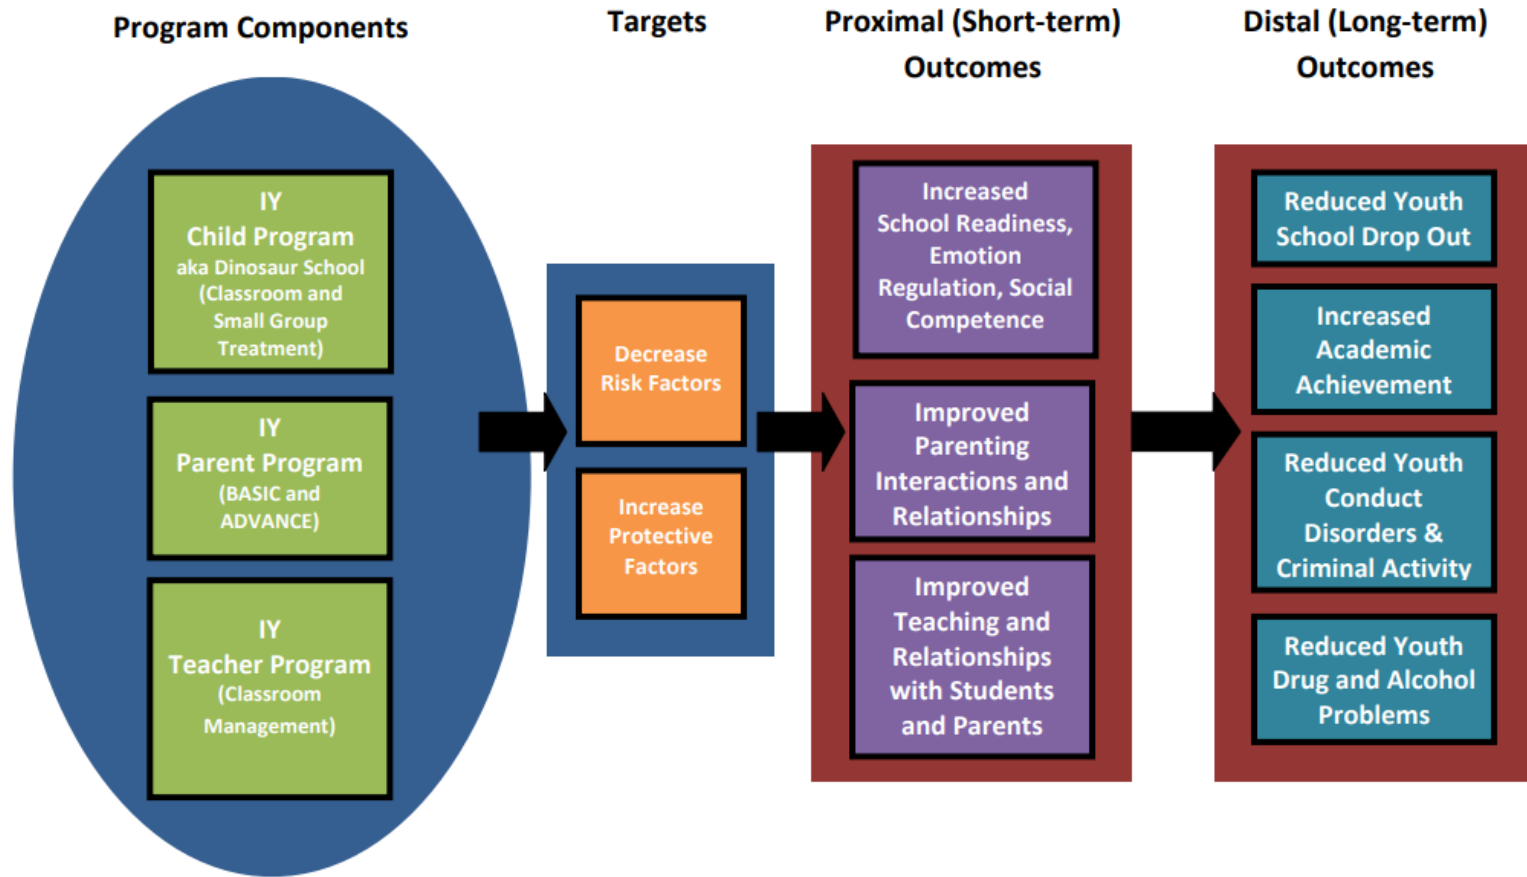 Program Components
Targets
Proximal (Short-term)
Outcomes
Distal (Long-term)
Outcomes
IY
Child Program
aka Dinosaur School
(Classroom and
Small Group
Treatment)
IY
Parent Program
(BASIC and
ADVANCE)
IY
Teacher Program
(Classroom
Management)
Decrease
Risk Factors
Increase
Protective
Factors
Increased
School Readiness,
Emotion
Regulation, Social
Competence
Improved
Parenting
Interactions and
Relationships
Improved
Teaching and
Relationships
with Students
and Parents
Reduced Youth
School Drop Out
Increased
Academic
Achievement
Reduced Youth
Conduct
Disorders &
Criminal Activity
Reduced Youth
Drug and Alcohol
Problems